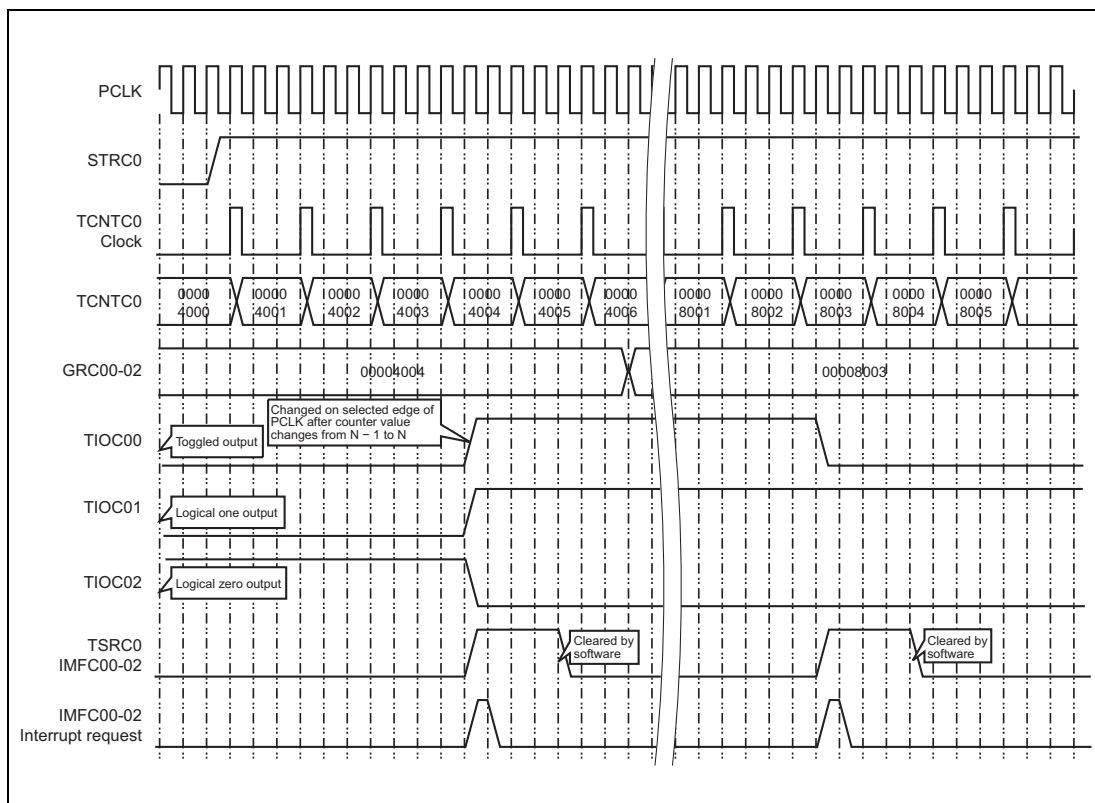 PCLK
STRC0
TCNTC0
Clock
TCNTC0
0000 0000 0000 0000 0000 0000 0000 0000 0000 0000 0000 0000
4000 4001 4002 4003 4004 4005 4006 8001 8002 8003 8004 8005
GRC00-02
00004004
00008003
Changed on selected edge of
PCLK after counter value
changes from N − 1 to N
TIOC00
Toggled output
TIOC01
Logical one output
TIOC02
Logical zero output
TSRC0
IMFC00-02
Cleared by
software
Cleared by
software
IMFC00-02
Interrupt request